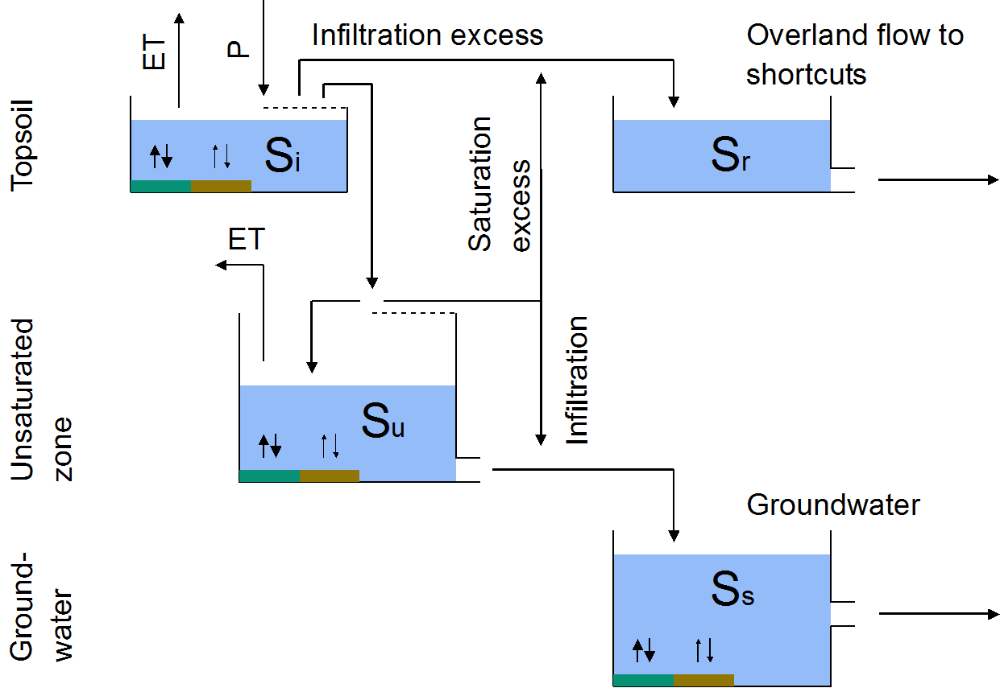 ET
P
Infiltration excess
Overland flow to
shortcuts
Topsoil
Si
Sr
Saturation
excess
ET
Infiltration
Unsaturated
zone
Su
Groundwater
Ground-
water
Ss